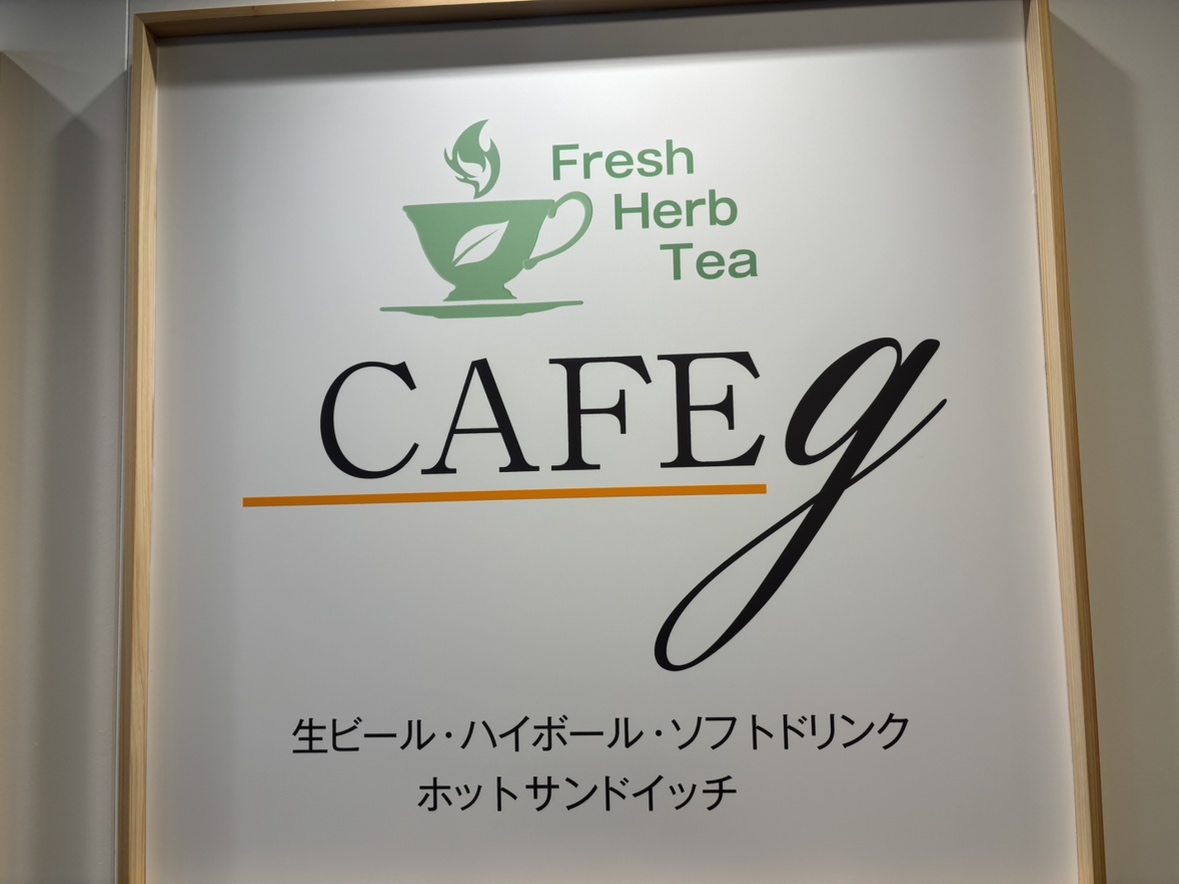 Fresh
Herb
Tea
CAFE g
生ビール・ハイボール・ソフトドリンク
ホットサンドイッチ